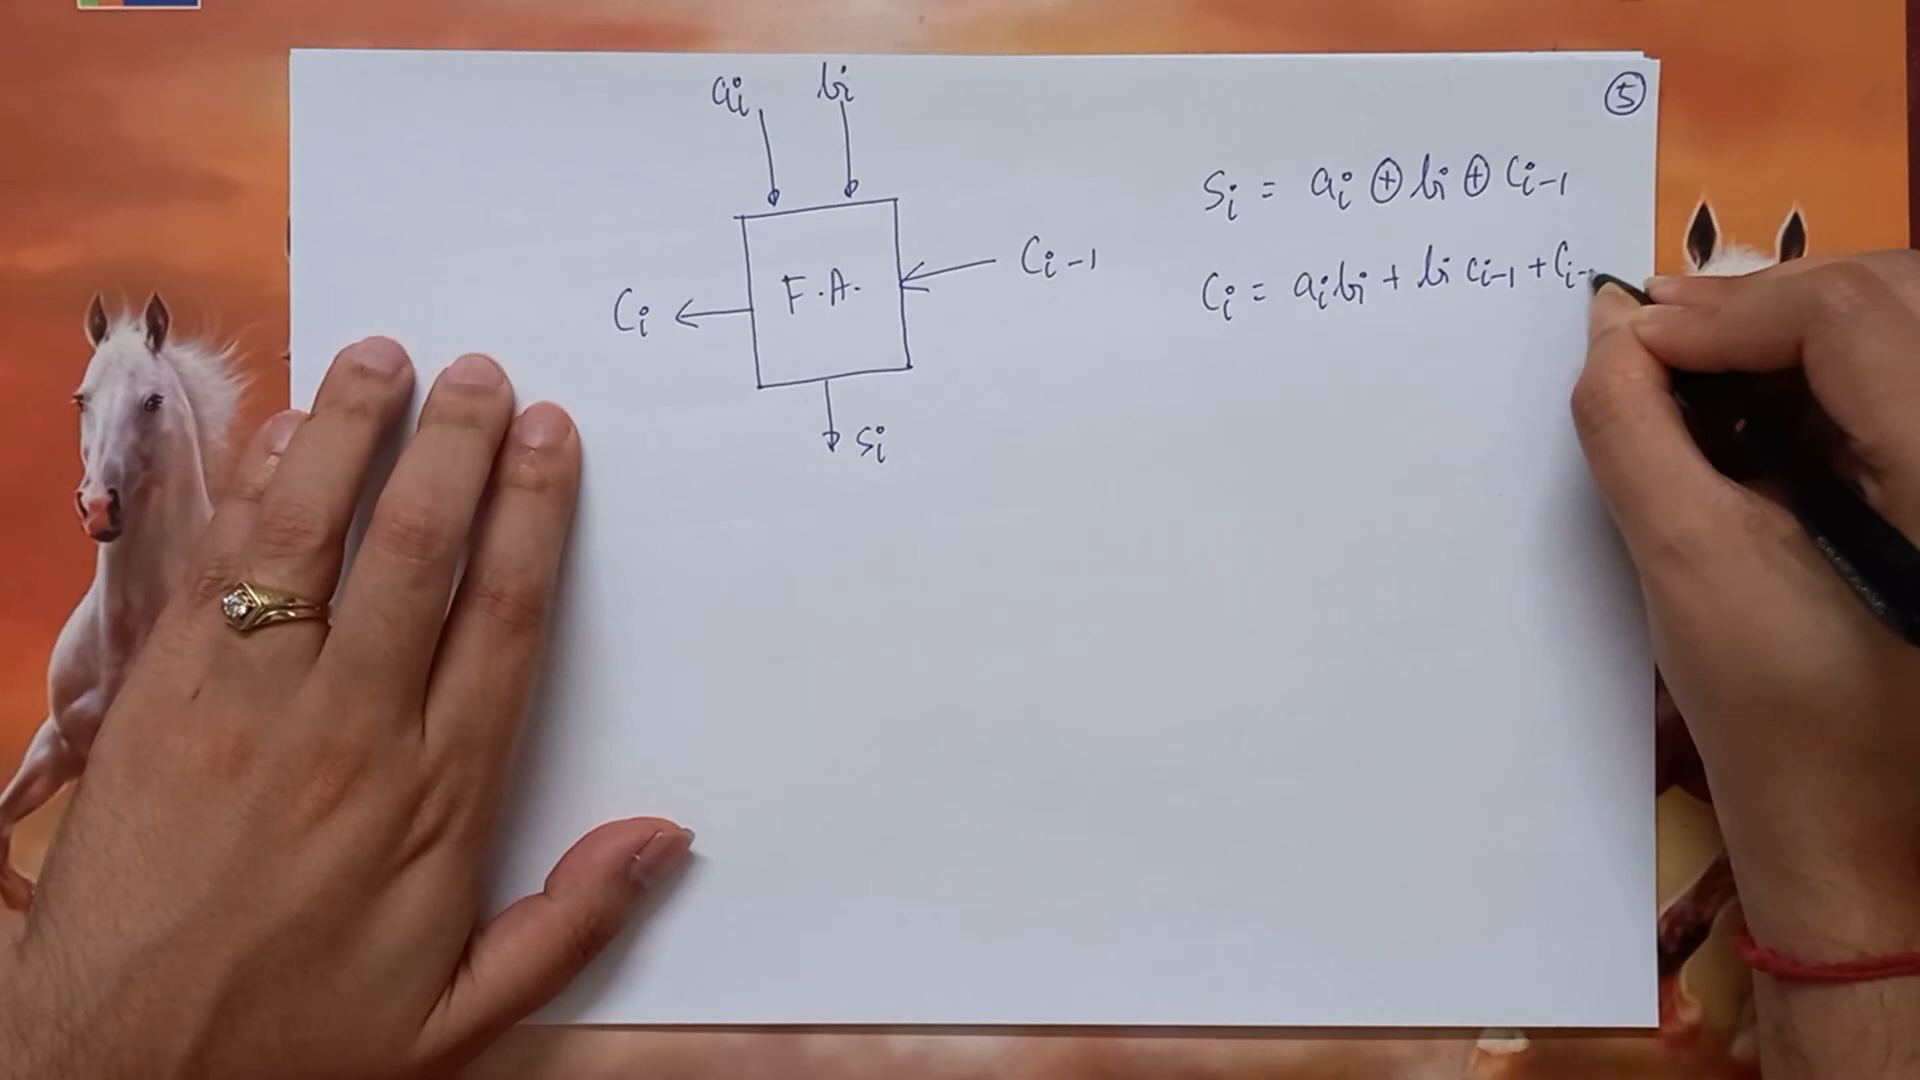 ai bi
⑤
Si = ai ⊕ bi ⊕ Ci-1
Ci-1
F.A.
Ci
Ci = aibi + bi Ci-1 + Ci-
Si